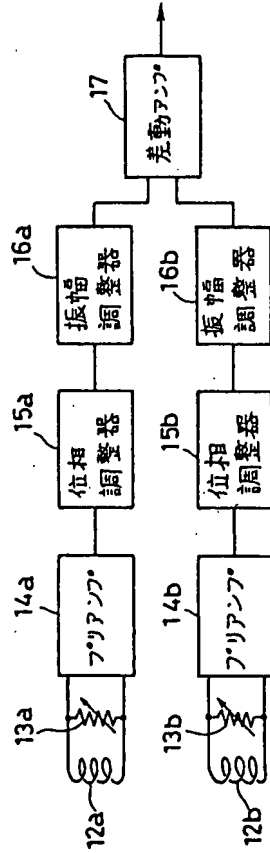 12a
13a
14a
プリアンプ
15a
位相
調整器
16a
振幅
調整器
17
差動アンプ
12b
13b
14b
プリアンプ
15b
位相
調整器
16b
振幅
調整器